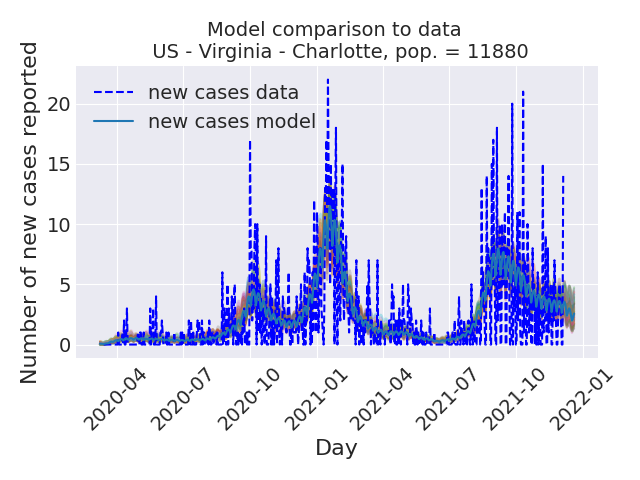 Model comparison to data
US - Virginia - Charlotte, pop. = 11880
Number of new cases reported
new cases data
new cases model
20
15
10
5
0
2020-04
2020-07
2020-10
2021-01
2021-04
2021-07
2021-10
2022-01
Day